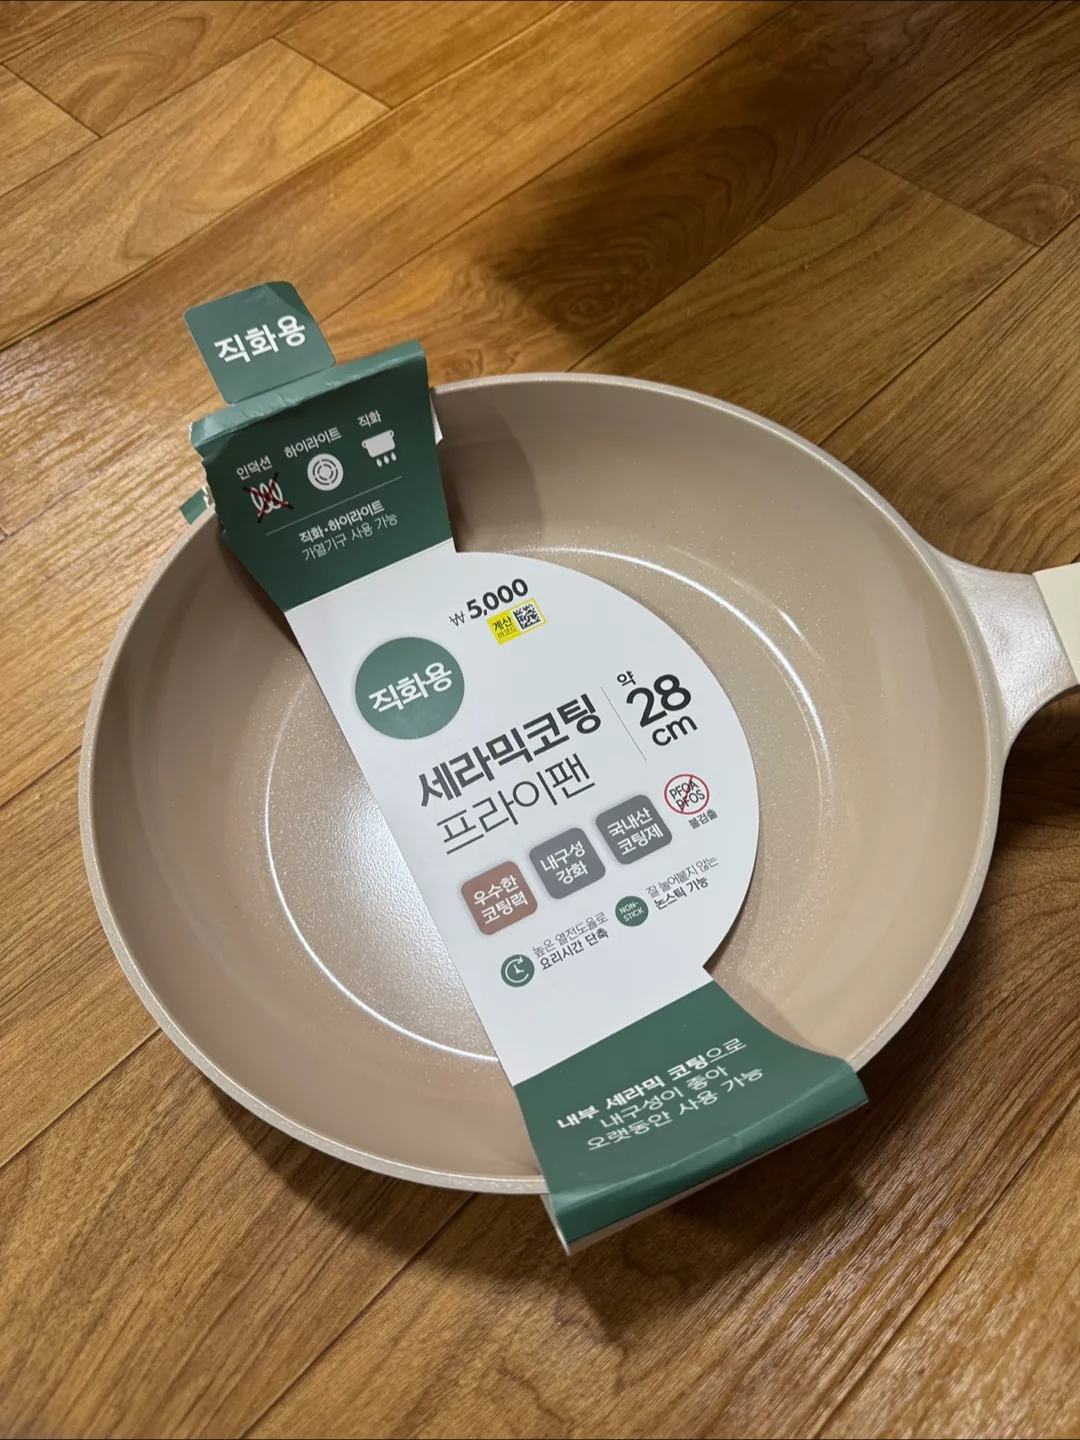 직화용
인덕션 하이라이트 직화
직화·하이라이트
가열기구 사용 가능
₩5,000
계산
바코드
직화용
세라믹코팅
프라이팬
약
28
cm
우수한
코팅력
내구성
강화
국내산
코팅제
PFOA
PFOS
불검출
높은 열전도율로
요리시간 단축
NON-
STICK
잘 눌어붙지 않는
논스틱 기능
내부 세라믹 코팅으로
내구성이 좋아
오랫동안 사용 가능